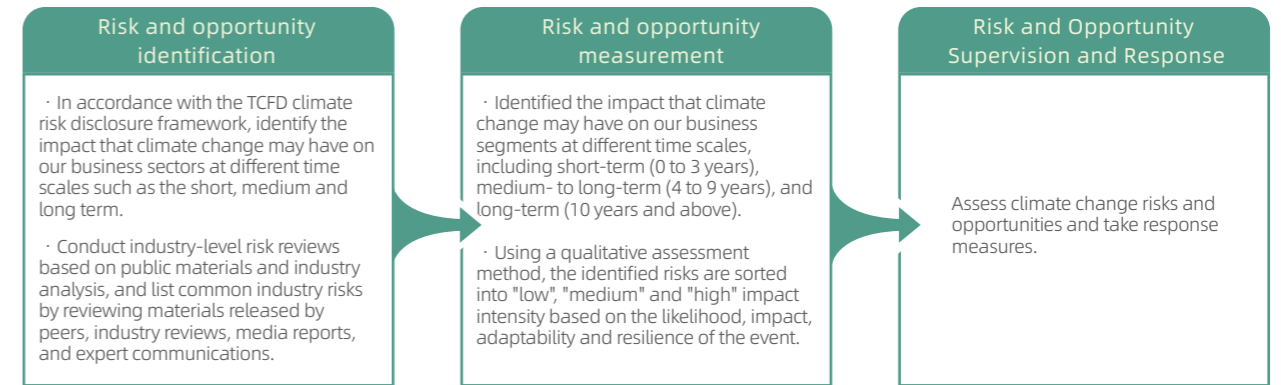 Risk and opportunity
identification
· In accordance with the TCFD climate
risk disclosure framework, identify the
impact that climate change may have on
our business sectors at different time
scales such as the short, medium and
long term.
· Conduct industry-level risk reviews
based on public materials and industry
analysis, and list common industry risks
by reviewing materials released by
peers, industry reviews, media reports,
and expert communications.
Risk and opportunity
measurement
· Identified the impact that climate
change may have on our business
segments at different time scales,
including short-term (0 to 3 years),
medium- to long-term (4 to 9 years), and
long-term (10 years and above).
· Using a qualitative assessment
method, the identified risks are sorted
into "low", "medium" and "high" impact
intensity based on the likelihood, impact,
adaptability and resilience of the event.
Risk and Opportunity
Supervision and Response
Assess climate change risks and
opportunities and take response
measures.